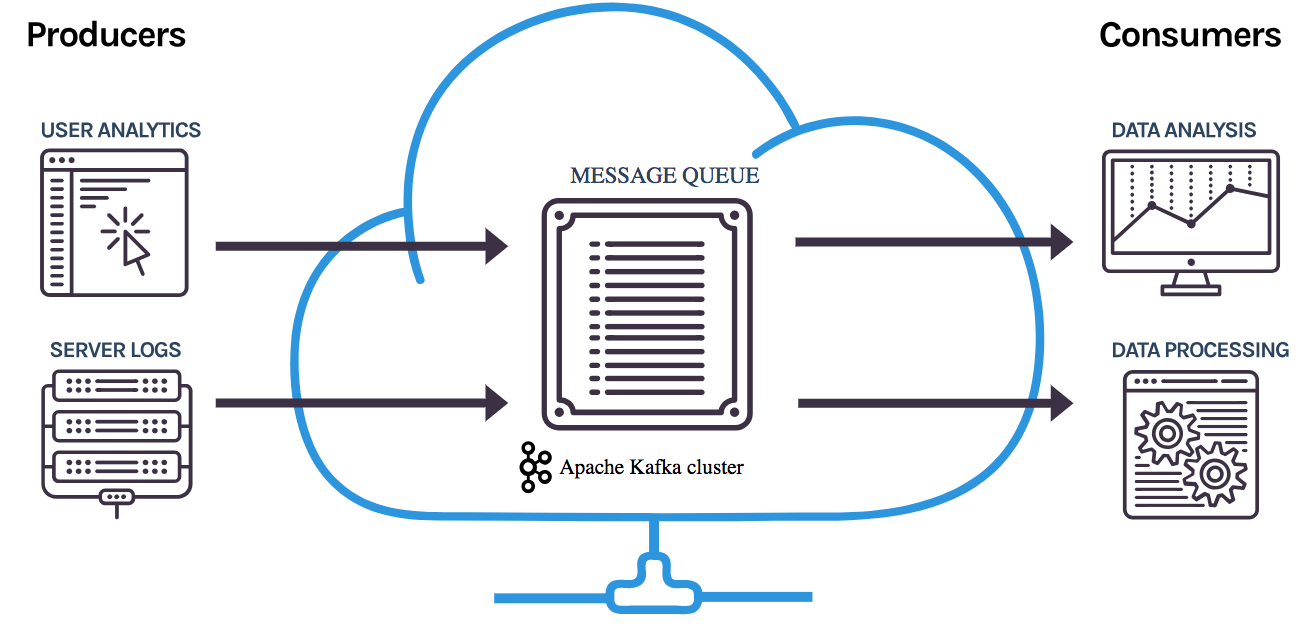 Producers
Consumers
USER ANALYTICS
DATA ANALYSIS
MESSAGE QUEUE
SERVER LOGS
DATA PROCESSING
Apache Kafka cluster